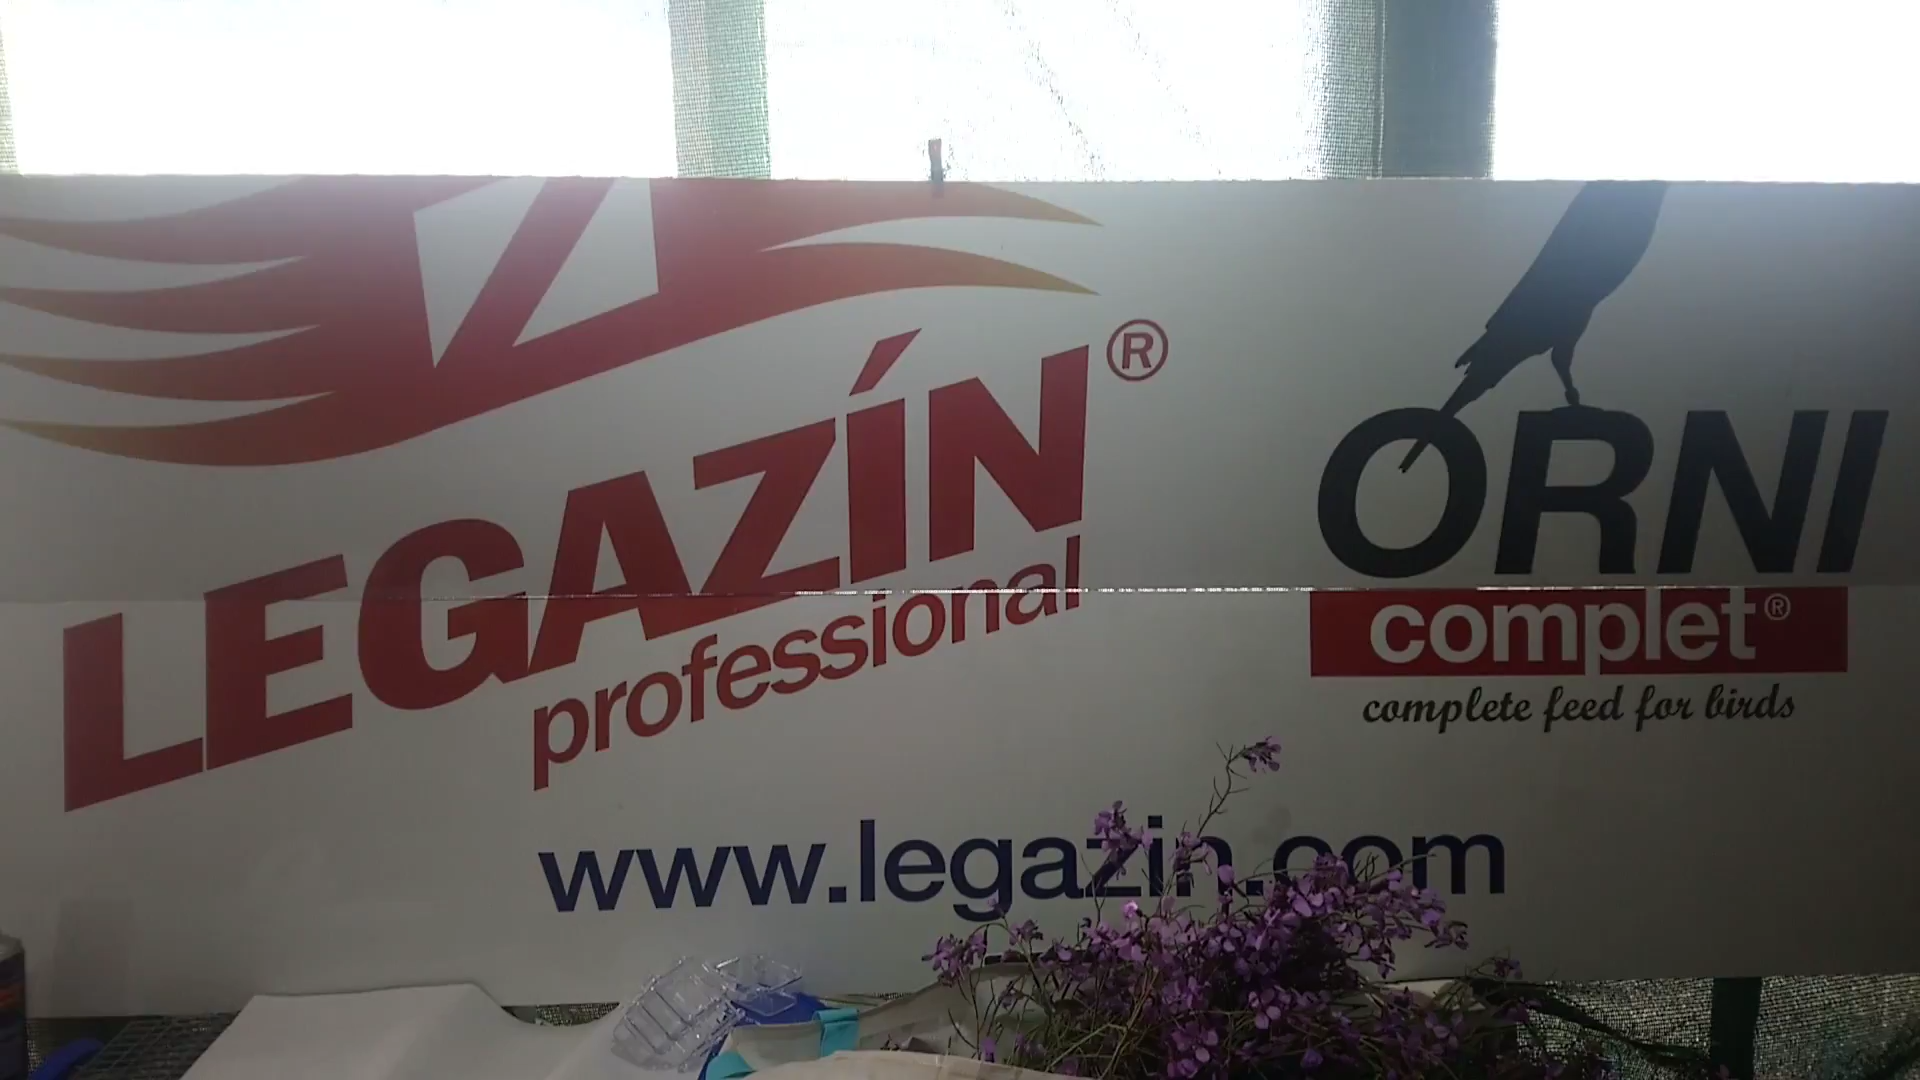 LEGAZÍN®
professional
ORNI
complet®
complete feed for birds
www.legazin.com